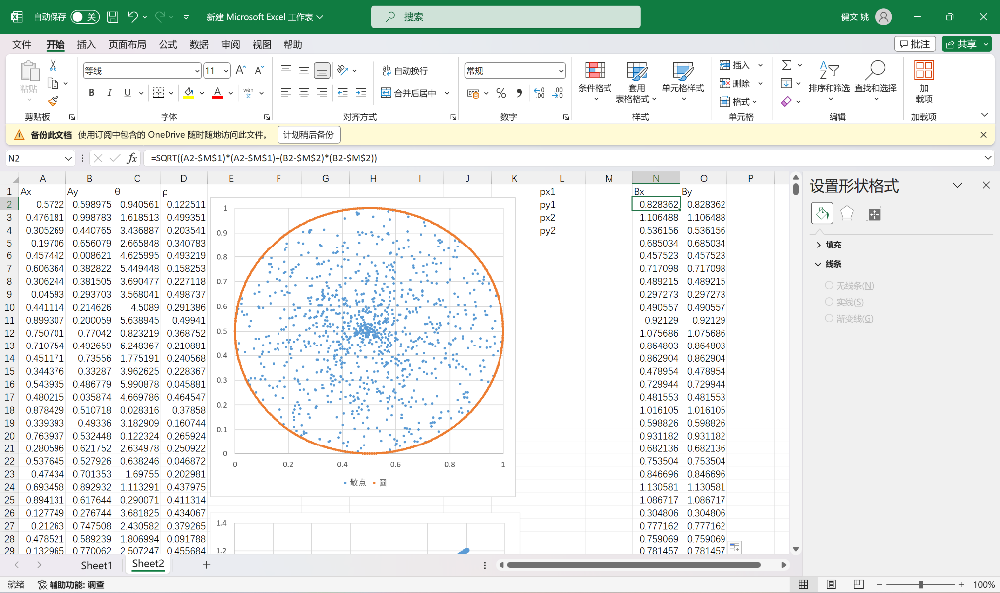 自动保存 关 新建 Microsoft Excel 工作表 搜索 健文 姚
文件 开始 插入 页面布局 公式 数据 审阅 视图 帮助 批注 共享
粘贴 等线 11 自动换行 常规 条件格式 套用 单元格样式 插入 排序和筛选 查找和选择 加
B I U 合并后居中 表格格式 删除 载项
格式
剪贴板 字体 对齐方式 数字 样式 单元格 编辑 加载项
备份此文档 使用订阅中包含的 OneDrive 随时随地访问此文件。 计划稍后备份
N2 fx =SQRT((A2-$M$1)*(A2-$M$1)+(B2-$M$2)*(B2-$M$2))
A B C D E F G H I J K L M N O P
1 Ax Ay θ ρ px1 Bx By
2 0.5722 0.598975 0.940561 0.122511 py1 0.828362 0.828362
3 0.476181 0.998783 1.618513 0.499351 px2 1.106488 1.106488
4 0.305269 0.440765 3.436887 0.203541 py2 0.536156 0.536156
5 0.19706 0.656079 2.665848 0.340783 0.685034 0.685034
6 0.457442 0.008621 4.625995 0.493219 0.457523 0.457523
7 0.606364 0.382822 5.449448 0.158253 0.717098 0.717098
8 0.306244 0.381505 3.690477 0.227118 0.489215 0.489215
9 0.04593 0.293703 3.568041 0.498737 0.297273 0.297273
10 0.441114 0.214626 4.5089 0.291386 0.490557 0.490557
11 0.899307 0.200059 5.638945 0.49941 0.92129 0.92129
12 0.750701 0.77042 0.823219 0.368752 1.075686 1.075686
13 0.710754 0.492659 6.248367 0.210881 0.864803 0.864803
14 0.451171 0.73556 1.775191 0.240568 0.862904 0.862904
15 0.344376 0.33287 3.962625 0.228367 0.478954 0.478954
16 0.543935 0.486779 5.990878 0.045881 0.729944 0.729944
17 0.480215 0.035874 4.669786 0.464547 0.481553 0.481553
18 0.878429 0.510718 0.028316 0.37858 1.016105 1.016105
19 0.339393 0.49336 3.182909 0.160744 0.598826 0.598826
20 0.763937 0.532448 0.122324 0.265924 0.931182 0.931182
21 0.280596 0.621752 2.634978 0.250922 0.682136 0.682136
22 0.537645 0.527926 0.638246 0.046872 0.753504 0.753504
23 0.47434 0.701353 1.69755 0.202981 0.846696 0.846696
24 0.693458 0.892932 1.113291 0.437975 1.130581 1.130581
25 0.894131 0.617644 0.290071 0.411314 1.086717 1.086717
26 0.127749 0.276744 3.681825 0.434067 0.304806 0.304806
27 0.21263 0.747508 2.430582 0.379265 0.777162 0.777162
28 0.478521 0.589239 1.806994 0.091788 0.759069 0.759069
29 0.132965 0.770062 2.507247 0.455684 0.781457 0.781457
1
0.9
0.8
0.7
0.6
0.5
0.4
0.3
0.2
0.1
0
0 0.2 0.4 0.6 0.8 1
散点 圆
1.4
1.2
设置形状格式
填充
线条
无线条(N)
实线(S)
渐变线(G)
Sheet1 Sheet2
就绪 辅助功能: 调查 100%